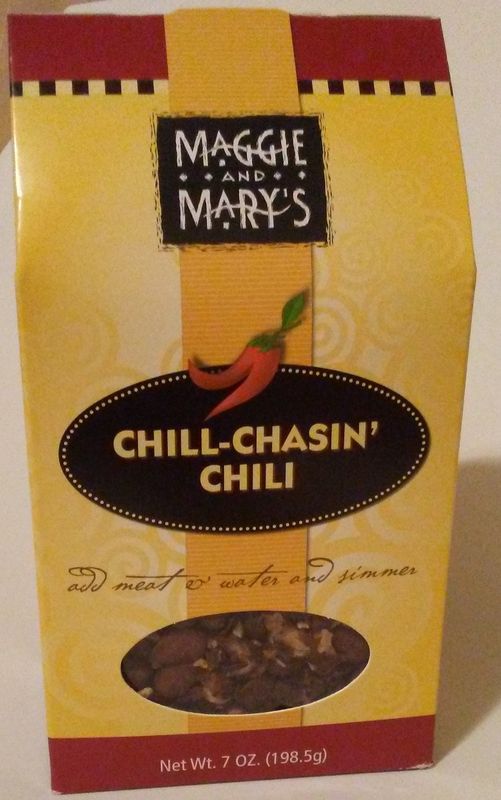 MAGGIE
AND
MARY'S
CHILL-CHASIN'
CHILI
add meat & water and simmer
Net Wt. 7 OZ. (198.5g)